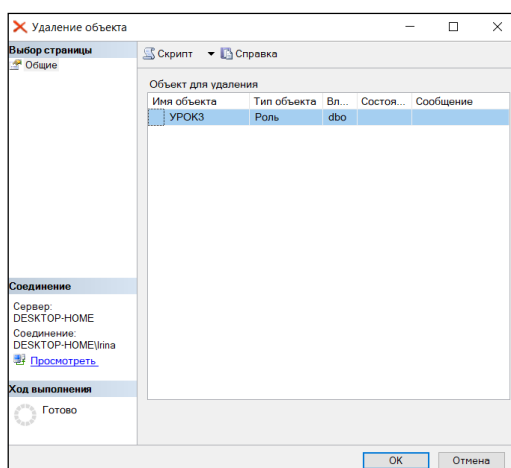 Удаление объекта
Выбор страницы
Общие
Скрипт Справка
Объект для удаления
Имя объекта Тип объекта Вл... Состоя... Сообщение
УРОК3 Роль dbo
Соединение
Сервер:
DESKTOP-HOME
Соединение:
DESKTOP-HOME\Irina
Просмотреть
Ход выполнения
Готово
OK Отмена